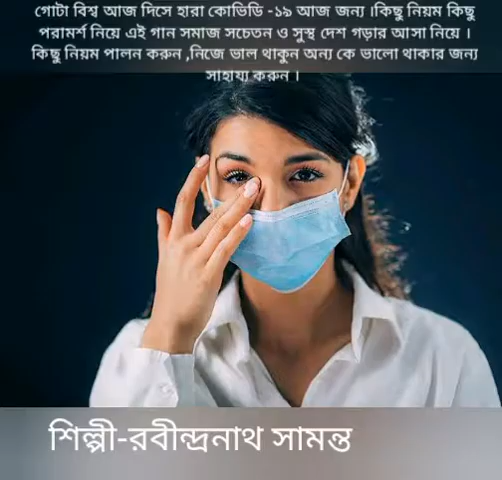 গোটা বিশ্ব আজ দিসে হারা কোভিডি -১৯ আজ জন্য ।কিছু নিয়ম কিছু
পরামর্শ নিয়ে এই গান সমাজ সচেতন ও সুস্থ দেশ গড়ার আসা নিয়ে ।
কিছু নিয়ম পালন করুন ,নিজে ভাল থাকুন অন্য কে ভালো থাকার জন্য
সাহায্য করুন ।
শিল্পী-রবীন্দ্রনাথ সামন্ত